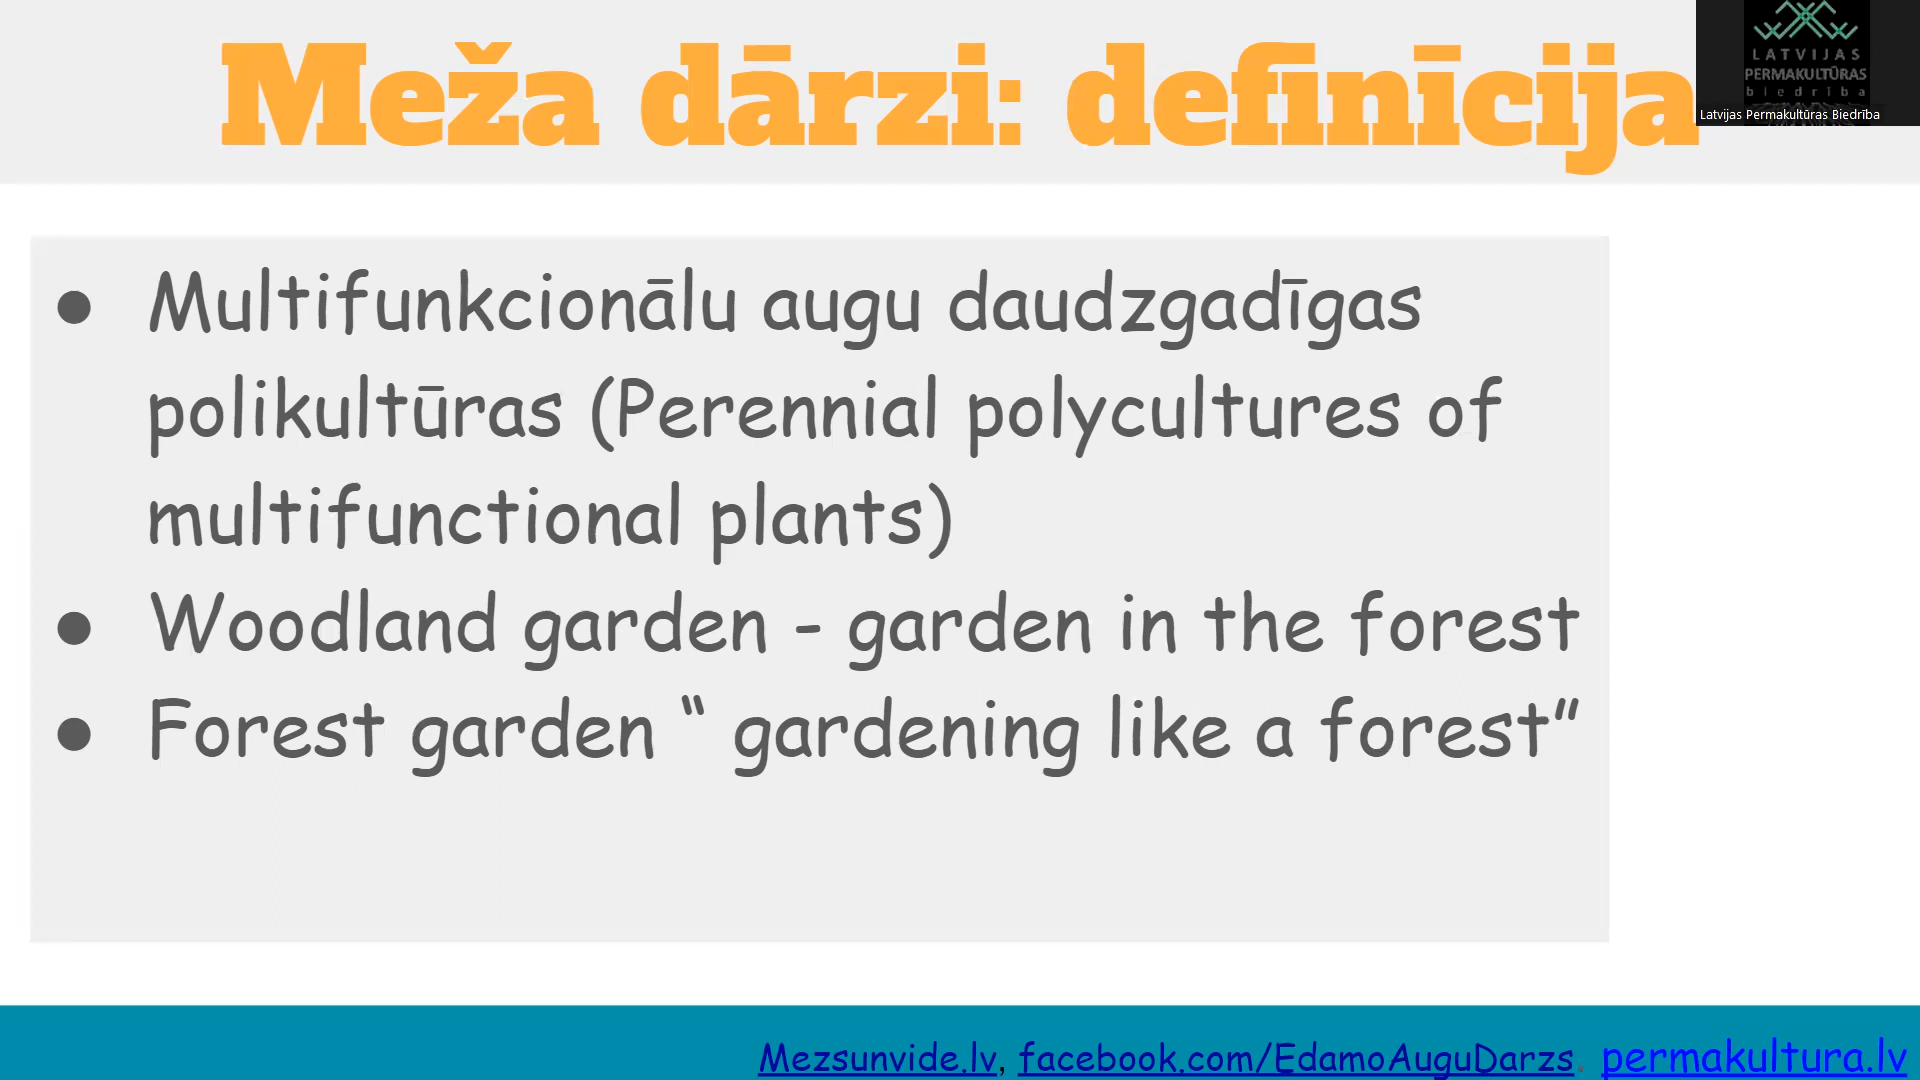 Meža dārzi: definīcija
LATVIJAS
PERMAKULTŪRAS
biedrība
Latvijas Permakultūras Biedrība
● Multifunkcionālu augu daudzgadīgas
polikultūras (Perennial polycultures of
multifunctional plants)
● Woodland garden - garden in the forest
● Forest garden “ gardening like a forest”
Mezsunvide.lv, facebook.com/EdamoAuguDarzs. permakultura.lv